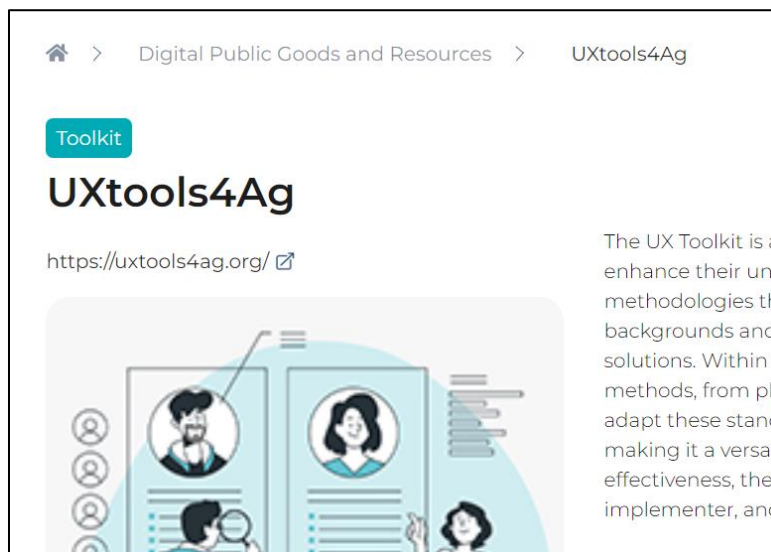 Digital Public Goods and Resources > UXtools4Ag
Toolkit
UXtools4Ag
https://uxtools4ag.org/
The UX Toolkit is a
enhance their un
methodologies th
backgrounds and
solutions. Within
methods, from pl
adapt these stand
making it a versa
effectiveness, the
implementer, and